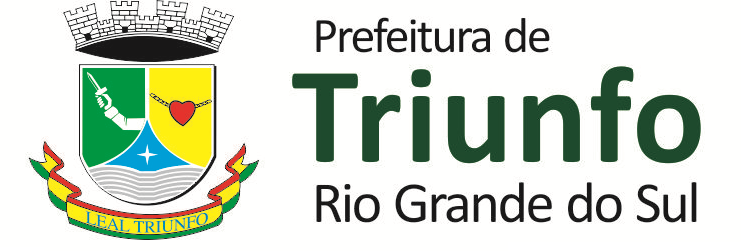 Prefeitura de
Triunfo
Rio Grande do Sul
LEAL TRIUNFO